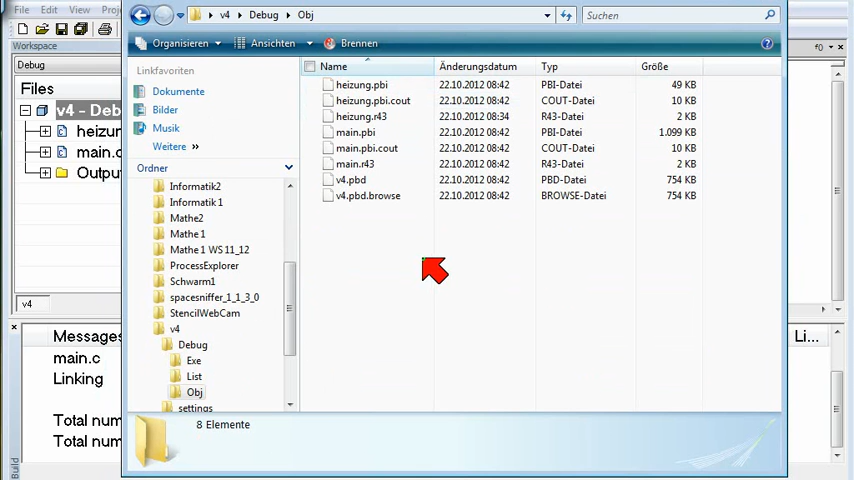 File Edit View
Workspace
Debug
Files
v4 - Deb
heizun
main.c
Outpu
v4
Messages
main.c
Linking
Total num
Total num
Build
v4 Debug Obj
Suchen
Organisieren Ansichten Brennen
Linkfavoriten
Dokumente
Bilder
Musik
Weitere »
Ordner
Informatik2
Informatik 1
Mathe2
Mathe 1
Mathe 1 WS 11_12
ProcessExplorer
Schwarm1
spacesniffer_1_1_3_0
StencilWebCam
v4
Debug
Exe
List
Obj
settings
Name Änderungsdatum Typ Größe
heizung.pbi 22.10.2012 08:42 PBI-Datei 49 KB
heizung.pbi.cout 22.10.2012 08:42 COUT-Datei 10 KB
heizung.r43 22.10.2012 08:34 R43-Datei 2 KB
main.pbi 22.10.2012 08:42 PBI-Datei 1.099 KB
main.pbi.cout 22.10.2012 08:42 COUT-Datei 10 KB
main.r43 22.10.2012 08:42 R43-Datei 2 KB
v4.pbd 22.10.2012 08:42 PBD-Datei 754 KB
v4.pbd.browse 22.10.2012 08:42 BROWSE-Datei 754 KB
8 Elemente
f0
Li...